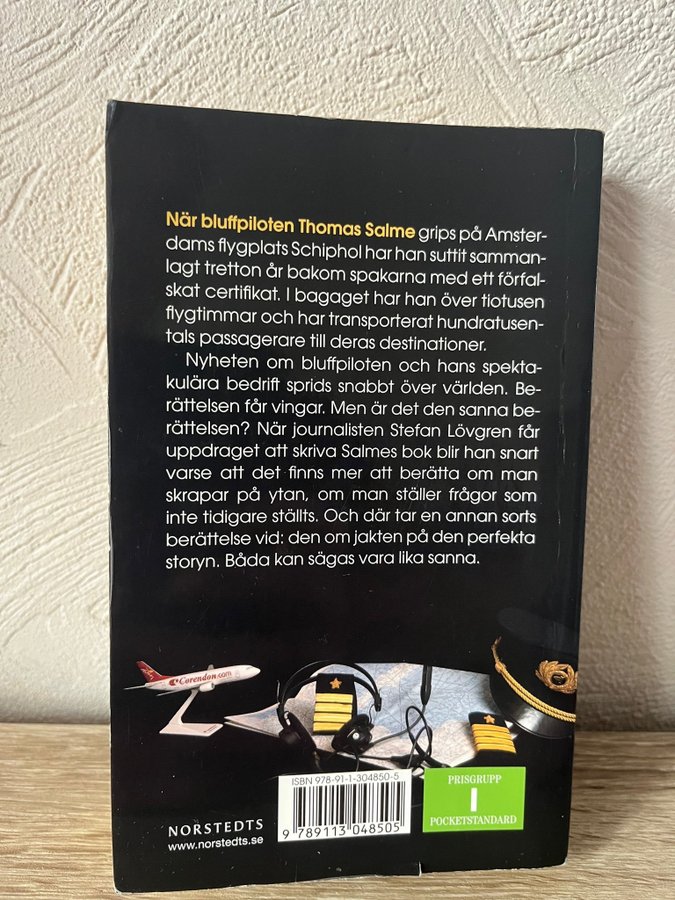 När bluffpiloten Thomas Salme grips på Amster-
dams flygplats Schiphol har han suttit samman-
lagt tretton år bakom spakarna med ett förfal-
skat certifikat. I bagaget har han över tiotusen
flygtimmar och har transporterat hundratusen-
tals passagerare till deras destinationer.
Nyheten om bluffpiloten och hans spekta-
kulära bedrift sprids snabbt över världen. Be-
rättelsen får vingar. Men är det den sanna be-
rättelsen? När journalisten Stefan Lövgren får
uppdraget att skriva Salmes bok blir han snart
varse att det finns mer att berätta om man
skrapar på ytan, om man ställer frågor som
inte tidigare ställts. Och där tar en annan sorts
berättelse vid: den om jakten på den perfekta
storyn. Båda kan sägas vara lika sanna.
Corendon.com
ISBN 978-91-1-304850-5
9 789113 048505
PRISGRUPP
I
POCKETSTANDARD
NORSTEDTS
www.norstedts.se